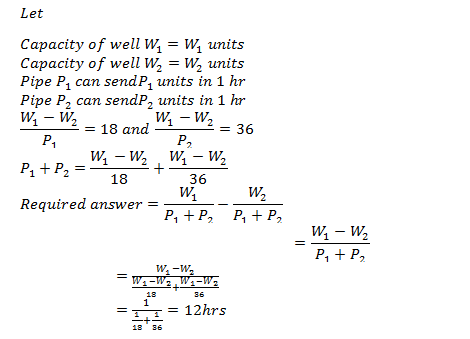 Let
Capacity of well W₁ = W₁ units
Capacity of well W₂ = W₂ units
Pipe P₁ can sendP₁ units in 1 hr
Pipe P₂ can sendP₂ units in 1 hr
(W₁ − W₂)/P₁ = 18 and (W₁ − W₂)/P₂ = 36
P₁ + P₂ = (W₁ − W₂)/18 + (W₁ − W₂)/36
Required answer = W₁/(P₁ + P₂) − W₂/(P₁ + P₂)
= (W₁ − W₂)/(P₁ + P₂)
= (W₁−W₂)/((W₁−W₂)/18 + (W₁−W₂)/36)
= 1/(1/18 + 1/36) = 12hrs